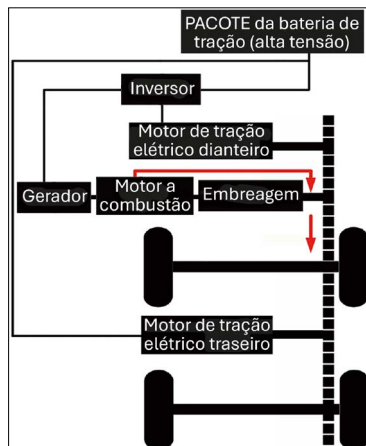 PACOTE da bateria de
tração (alta tensão)
Inversor
Motor de tração
elétrico dianteiro
Gerador
Motor a
combustão
Embreagem
Motor de tração
elétrico traseiro